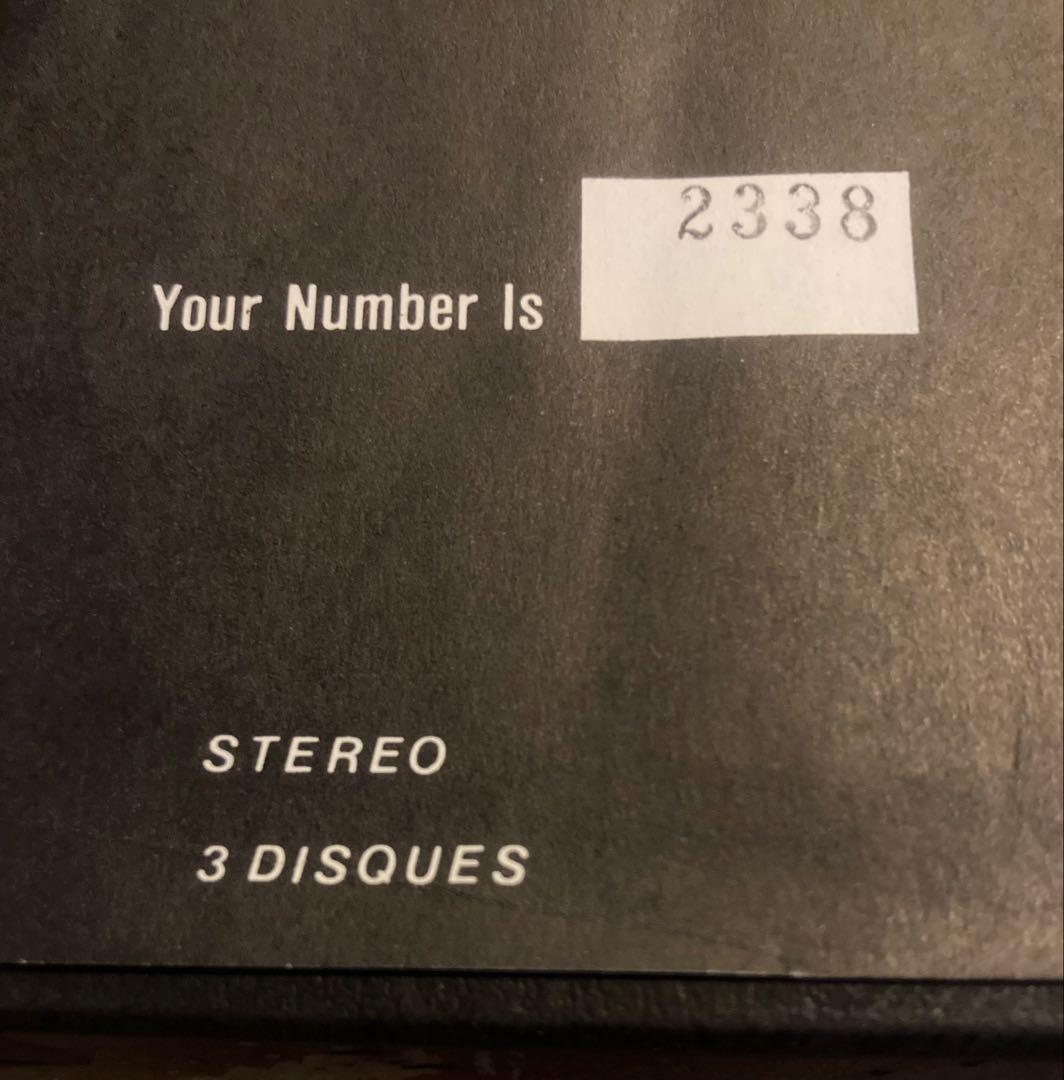 2338
Your Number Is
STEREO
3 DISQUES